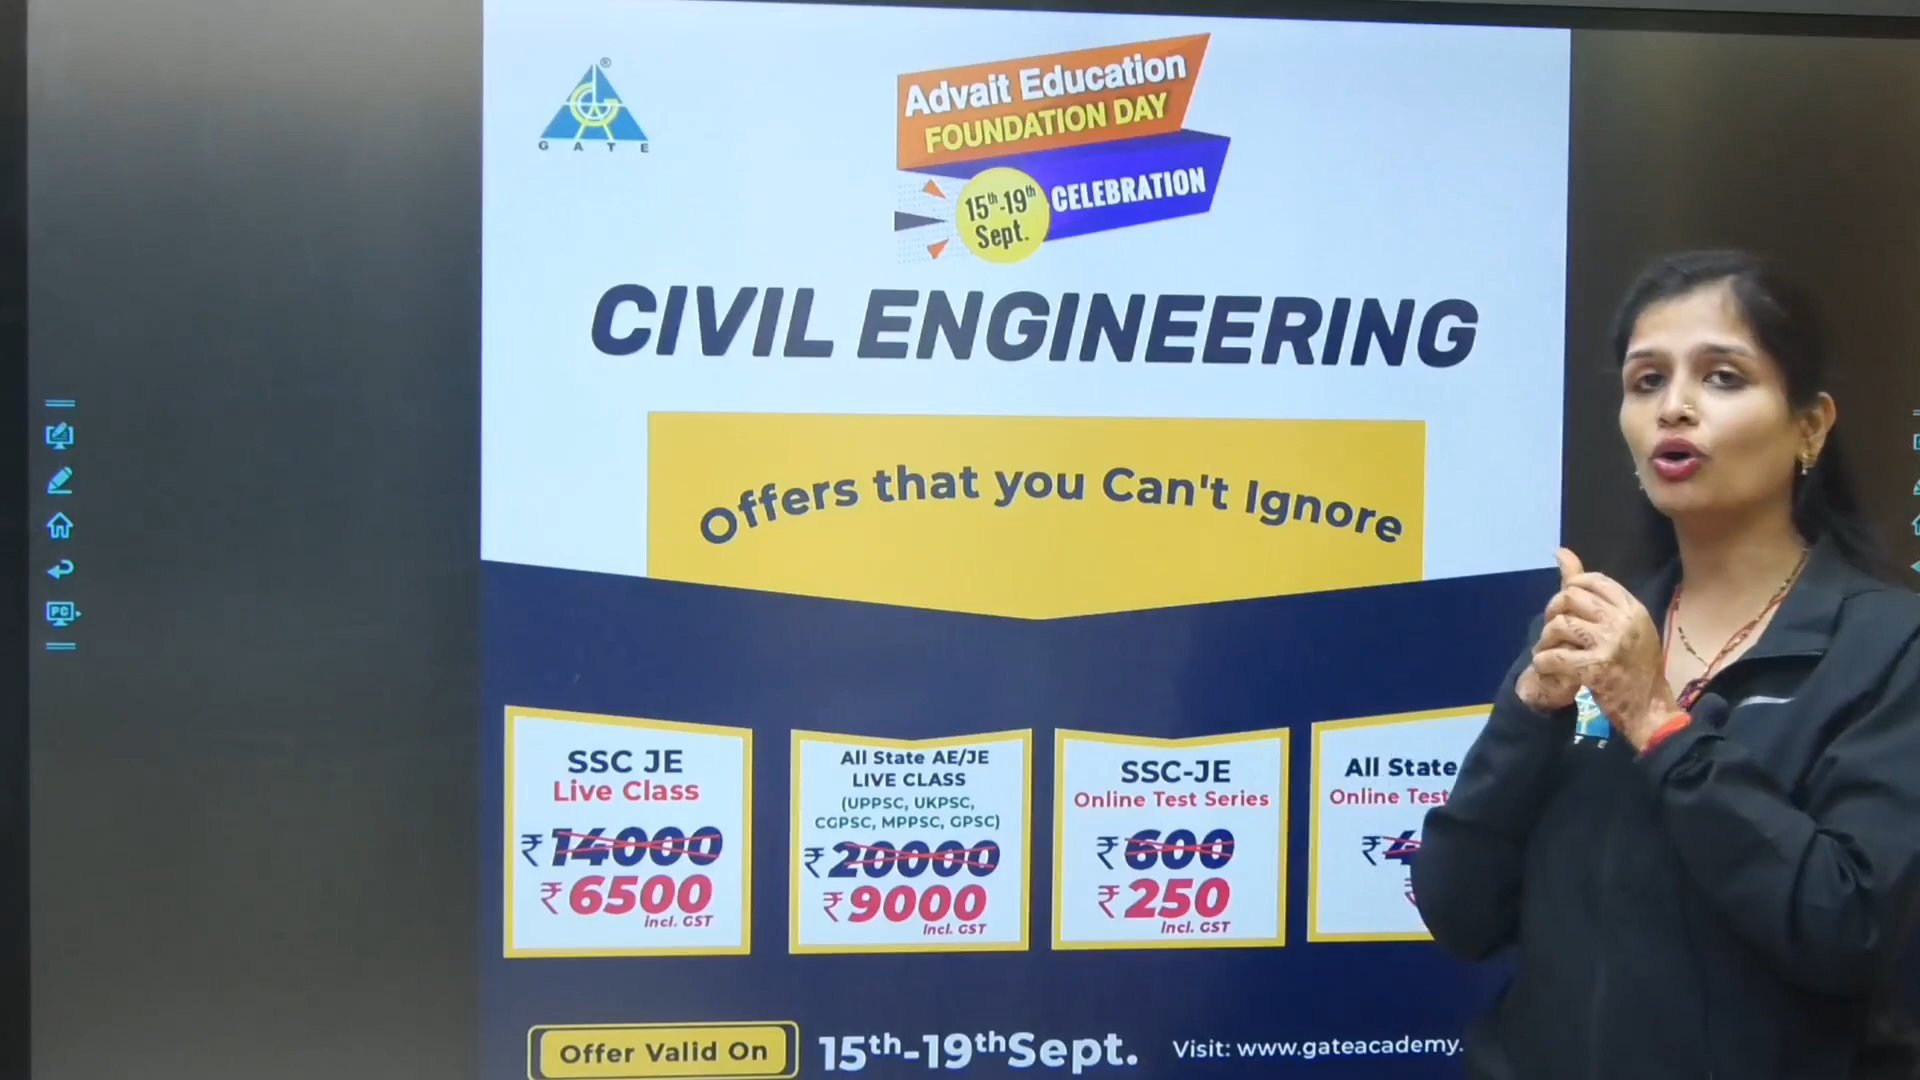 GATE
Advait Education
FOUNDATION DAY
15th-19th
Sept.
CELEBRATION
CIVIL ENGINEERING
Offers that you Can't Ignore
SSC JE
Live Class
₹14000
₹6500
incl. GST
All State AE/JE
LIVE CLASS
(UPPSC, UKPSC,
CGPSC, MPPSC, GPSC)
₹20000
₹9000
Incl. GST
SSC-JE
Online Test Series
₹600
₹250
Incl. GST
All State
Online Test
₹4
₹
Offer Valid On
15th-19th Sept.
Visit: www.gateacademy.
PC